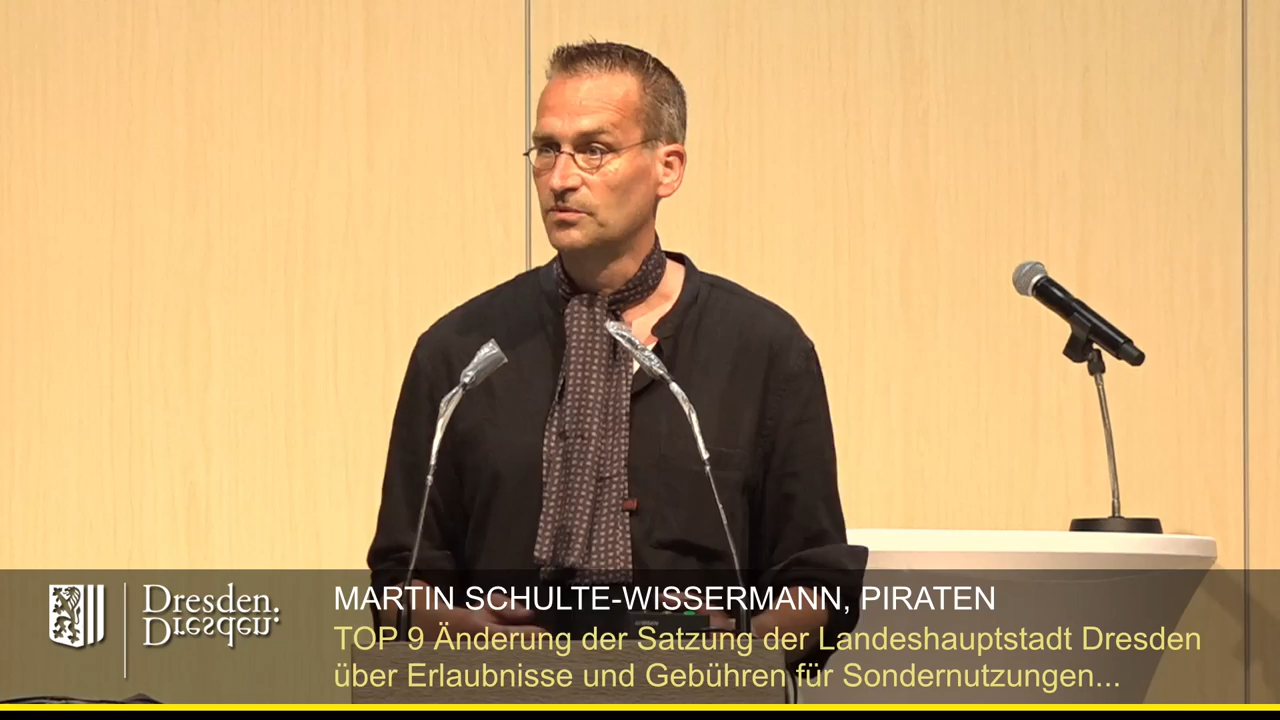 Dresden.
Dresden.
MARTIN SCHULTE-WISSERMANN, PIRATEN
TOP 9 Änderung der Satzung der Landeshauptstadt Dresden
über Erlaubnisse und Gebühren für Sondernutzungen...